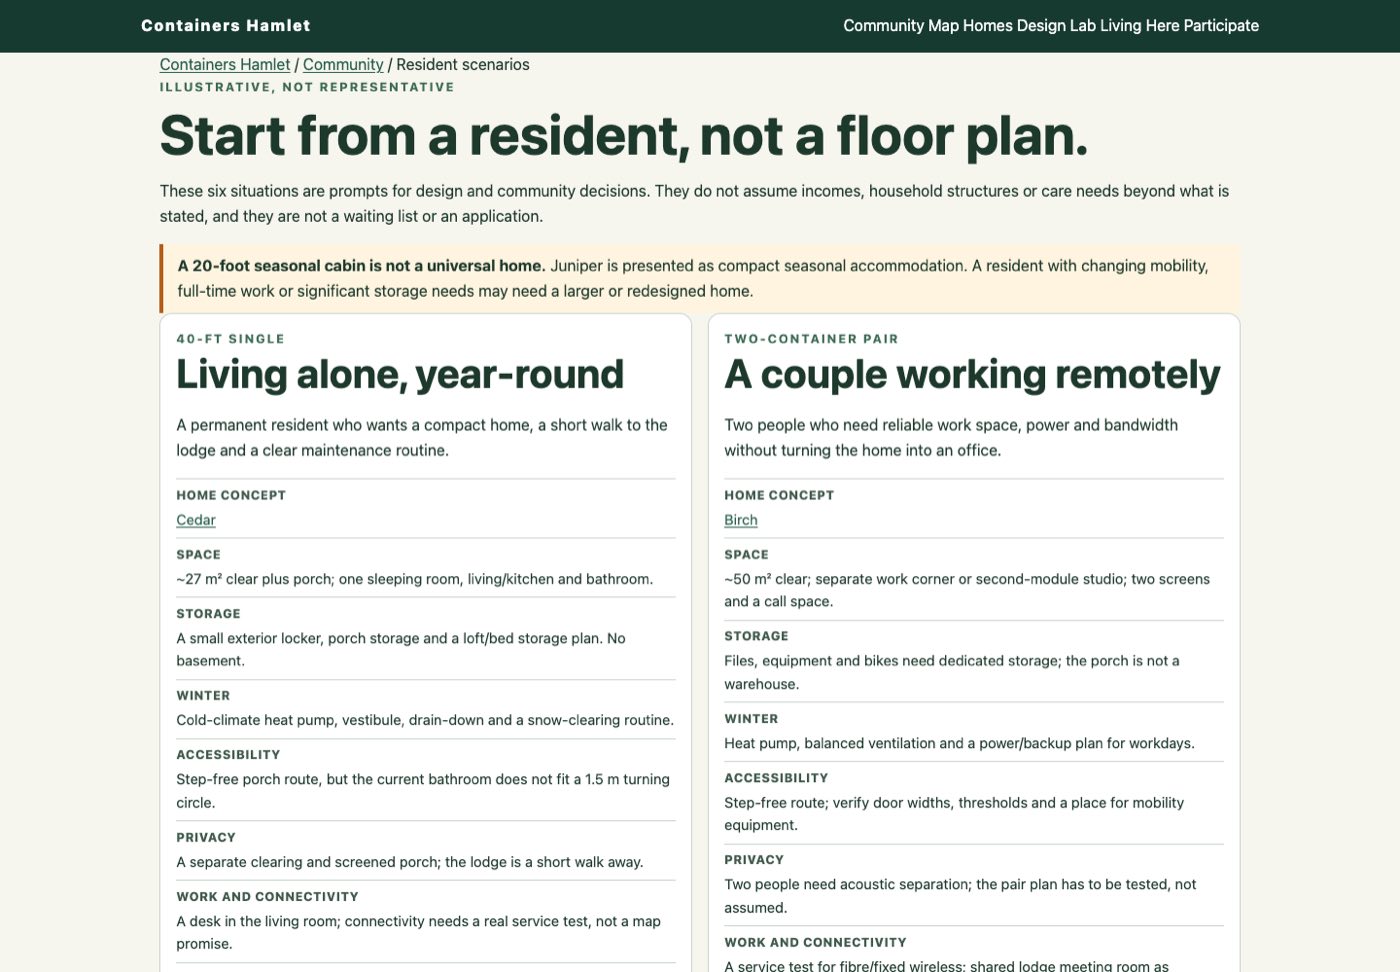 Containers Hamlet
Community Map Homes Design Lab Living Here Participate
Containers Hamlet / Community / Resident scenarios
ILLUSTRATIVE, NOT REPRESENTATIVE
Start from a resident, not a floor plan.
These six situations are prompts for design and community decisions. They do not assume incomes, household structures or care needs beyond what is
stated, and they are not a waiting list or an application.
A 20-foot seasonal cabin is not a universal home. Juniper is presented as compact seasonal accommodation. A resident with changing mobility,
full-time work or significant storage needs may need a larger or redesigned home.
40-FT SINGLE
Living alone, year-round
A permanent resident who wants a compact home, a short walk to the
lodge and a clear maintenance routine.
HOME CONCEPT
Cedar
SPACE
~27 m² clear plus porch; one sleeping room, living/kitchen and bathroom.
STORAGE
A small exterior locker, porch storage and a loft/bed storage plan. No
basement.
WINTER
Cold-climate heat pump, vestibule, drain-down and a snow-clearing routine.
ACCESSIBILITY
Step-free porch route, but the current bathroom does not fit a 1.5 m turning
circle.
PRIVACY
A separate clearing and screened porch; the lodge is a short walk away.
WORK AND CONNECTIVITY
A desk in the living room; connectivity needs a real service test, not a map
promise.
TWO-CONTAINER PAIR
A couple working remotely
Two people who need reliable work space, power and bandwidth
without turning the home into an office.
HOME CONCEPT
Birch
SPACE
~50 m² clear; separate work corner or second-module studio; two screens
and a call space.
STORAGE
Files, equipment and bikes need dedicated storage; the porch is not a
warehouse.
WINTER
Heat pump, balanced ventilation and a power/backup plan for workdays.
ACCESSIBILITY
Step-free route; verify door widths, thresholds and a place for mobility
equipment.
PRIVACY
Two people need acoustic separation; the pair plan has to be tested, not
assumed.
WORK AND CONNECTIVITY
A service test for fibre/fixed wireless; shared lodge meeting room as